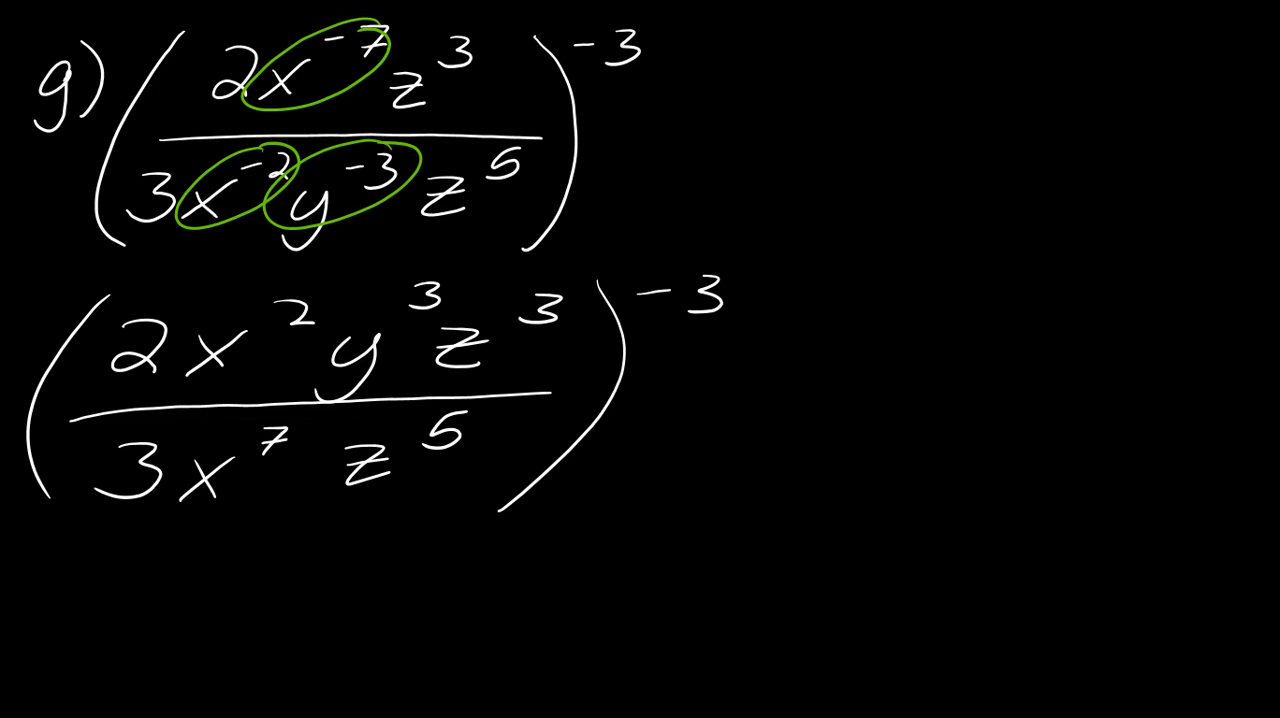 g) (2x^-7 z^3 / 3x^-2 y^-3 z^5)^-3
(2x^2 y^3 z^3 / 3x^7 z^5)^-3